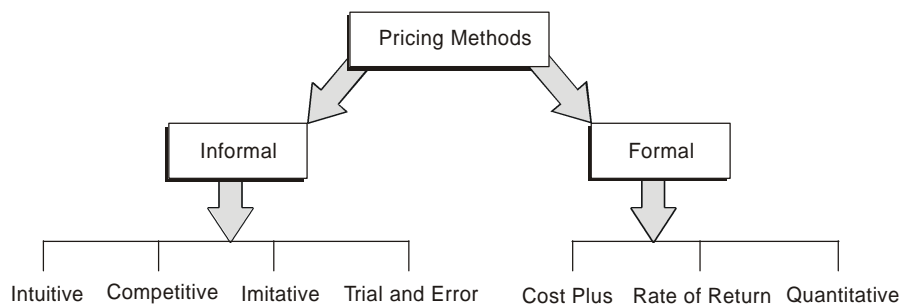 Pricing Methods
Informal
Formal
Intuitive
Competitive
Imitative
Trial and Error
Cost Plus
Rate of Return
Quantitative